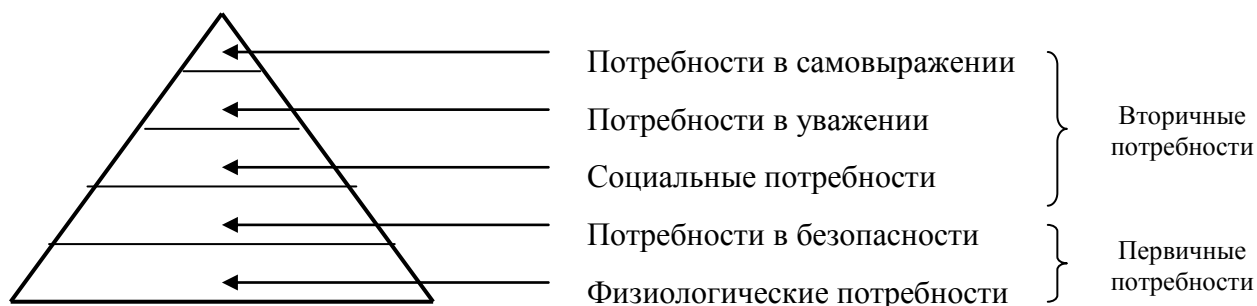 Потребности в самовыражении
Потребности в уважении
Социальные потребности
Потребности в безопасности
Физиологические потребности
Вторичные
потребности
Первичные
потребности